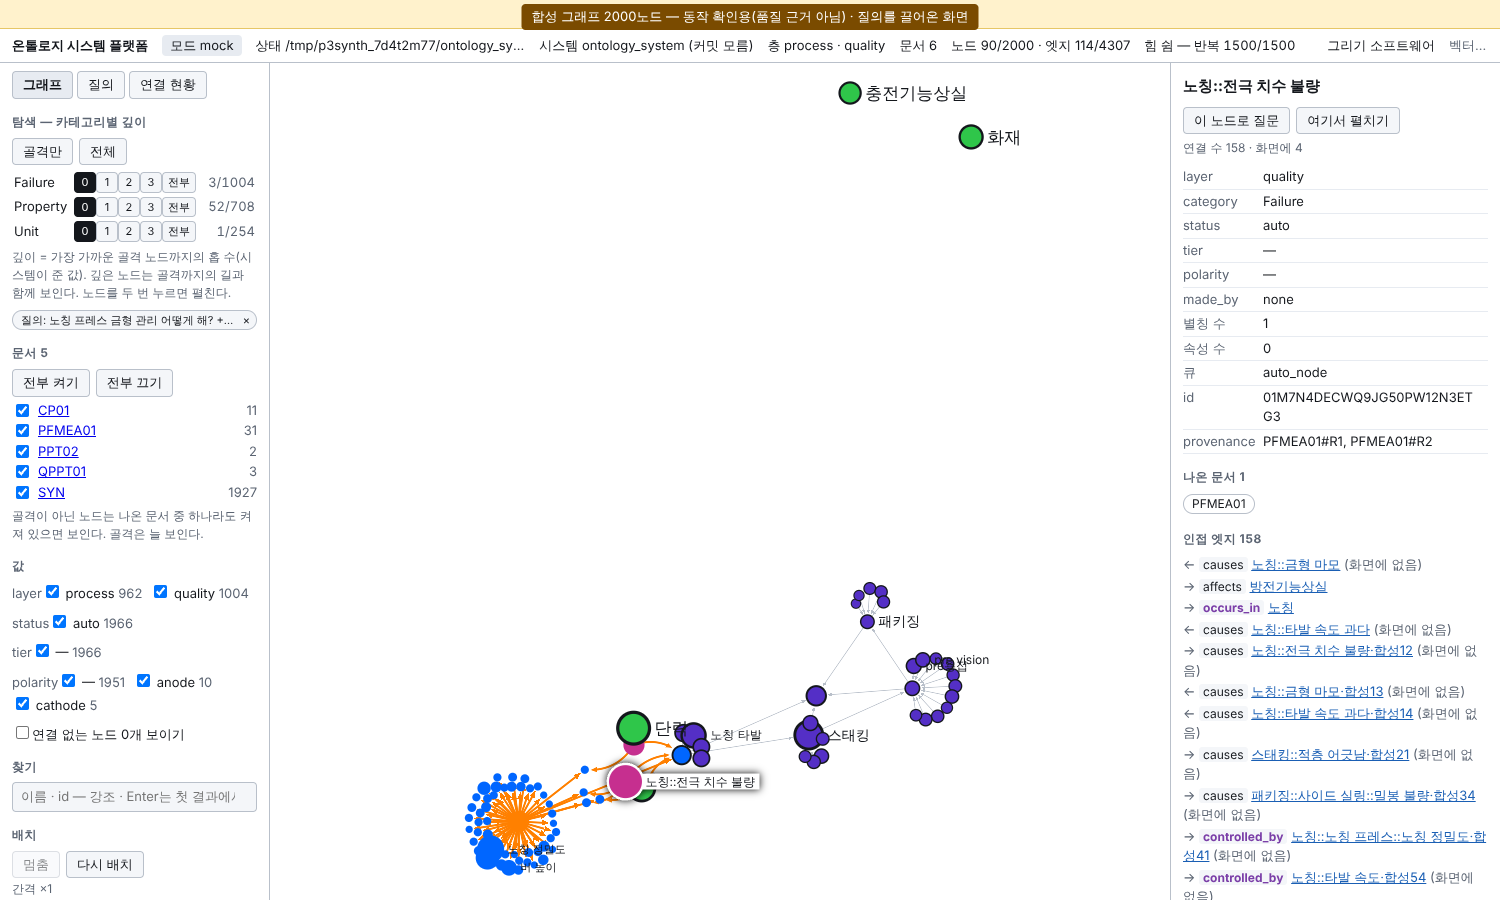 합성 그래프 2000노드 — 동작 확인용(품질 근거 아님) · 질의를 끌어온 화면
온톨로지 시스템 플랫폼 모드 mock 상태 /tmp/p3synth_7d4t2m77/ontology_sy... 시스템 ontology_system (커밋 모름) 층 process · quality 문서 6 노드 90/2000 · 엣지 114/4307 힘 쉼 — 반복 1500/1500 그리기 소프트웨어 벡터...
그래프 질의 연결 현황
탐색 — 카테고리별 깊이
골격만 전체
Failure 0 1 2 3 전부 3/1004
Property 0 1 2 3 전부 52/708
Unit 0 1 2 3 전부 1/254
깊이 = 가장 가까운 골격 노드까지의 홉 수(시
스템이 준 값). 깊은 노드는 골격까지의 길과
함께 보인다. 노드를 두 번 누르면 펼친다.
질의: 노칭 프레스 금형 관리 어떻게 해? +... ×
문서 5
전부 켜기 전부 끄기
CP01 11
PFMEA01 31
PPT02 2
QPPT01 3
SYN 1927
골격이 아닌 노드는 나온 문서 중 하나라도 켜
져 있으면 보인다. 골격은 늘 보인다.
값
layer process 962 quality 1004
status auto 1966
tier — 1966
polarity — 1951 anode 10
cathode 5
연결 없는 노드 0개 보이기
찾기
이름 · id — 강조 · Enter는 첫 결과에서
배치
멈춤 다시 배치
간격 ×1
충전기능상실
화재
패키징
vision
단락
노칭 타발
스태킹
노칭::전극 치수 불량
노칭::전극 치수 불량
이 노드로 질문 여기서 펼치기
연결 수 158 · 화면에 4
layer quality
category Failure
status auto
tier —
polarity —
made_by none
별칭 수 1
속성 수 0
큐 auto_node
id 01M7N4DECWQ9JG50PW12N3ET
G3
provenance PFMEA01#R1, PFMEA01#R2
나온 문서 1
PFMEA01
인접 엣지 158
← causes 노칭::금형 마모 (화면에 없음)
→ affects 방전기능상실
→ occurs_in 노칭
← causes 노칭::타발 속도 과다 (화면에 없음)
→ causes 노칭::전극 치수 불량·합성12 (화면에 없
음)
← causes 노칭::금형 마모·합성13 (화면에 없음)
← causes 노칭::타발 속도 과다·합성14 (화면에 없
음)
→ causes 스태킹::적층 어긋남·합성21 (화면에 없
음)
→ causes 패키징::사이드 실링::밀봉 불량·합성34
(화면에 없음)
→ controlled_by 노칭::노칭 프레스::노칭 정밀도·합
성41 (화면에 없음)
→ controlled_by 노칭::타발 속도·합성54 (화면에
없음)